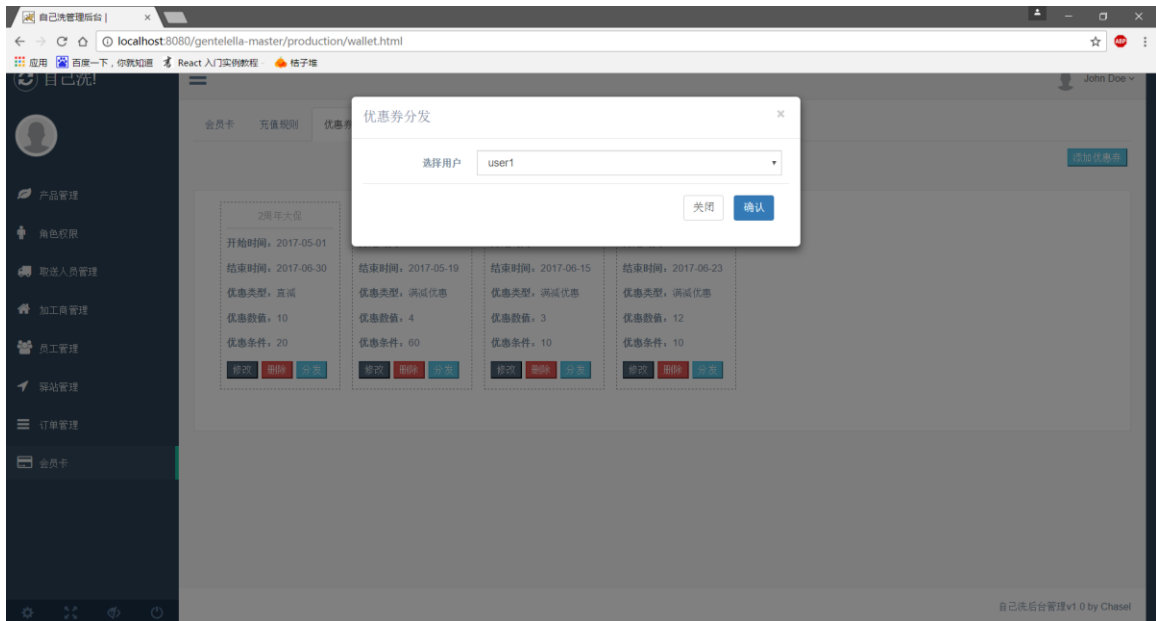 自己洗管理后台 |
localhost:8080/gentelella-master/production/wallet.html
应用 百度一下，你就知道 React 入门实例教程 - 桔子堆
自己洗! John Doe
优惠券分发 ×
会员卡 充值规则 优惠券
选择用户 user1
添加优惠券
关闭 确认
产品管理
角色权限
取送人员管理
加工商管理
员工管理
驿站管理
订单管理
会员卡
2周年大促
开始时间：2017-05-01
结束时间：2017-06-30
优惠类型：直减
优惠数值：10
优惠条件：20
修改 删除 分发
结束时间：2017-05-19
优惠类型：满减优惠
优惠数值：4
优惠条件：60
修改 删除 分发
结束时间：2017-06-15
优惠类型：满减优惠
优惠数值：3
优惠条件：10
修改 删除 分发
结束时间：2017-06-23
优惠类型：满减优惠
优惠数值：12
优惠条件：10
修改 删除 分发
自己洗后台管理v1.0 by Chasel